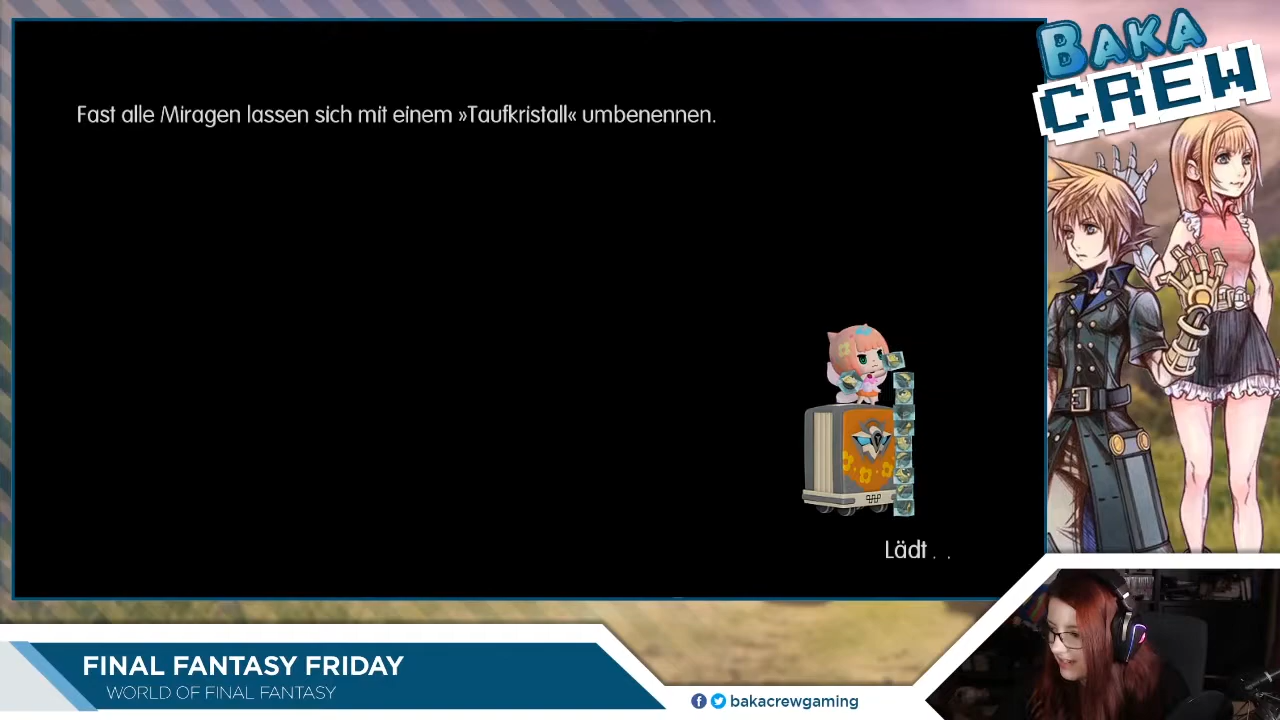 BAKA
CREW
Fast alle Miragen lassen sich mit einem »Taufkristall« umbenennen.
Lädt . .
FINAL FANTASY FRIDAY
WORLD OF FINAL FANTASY
bakacrewgaming